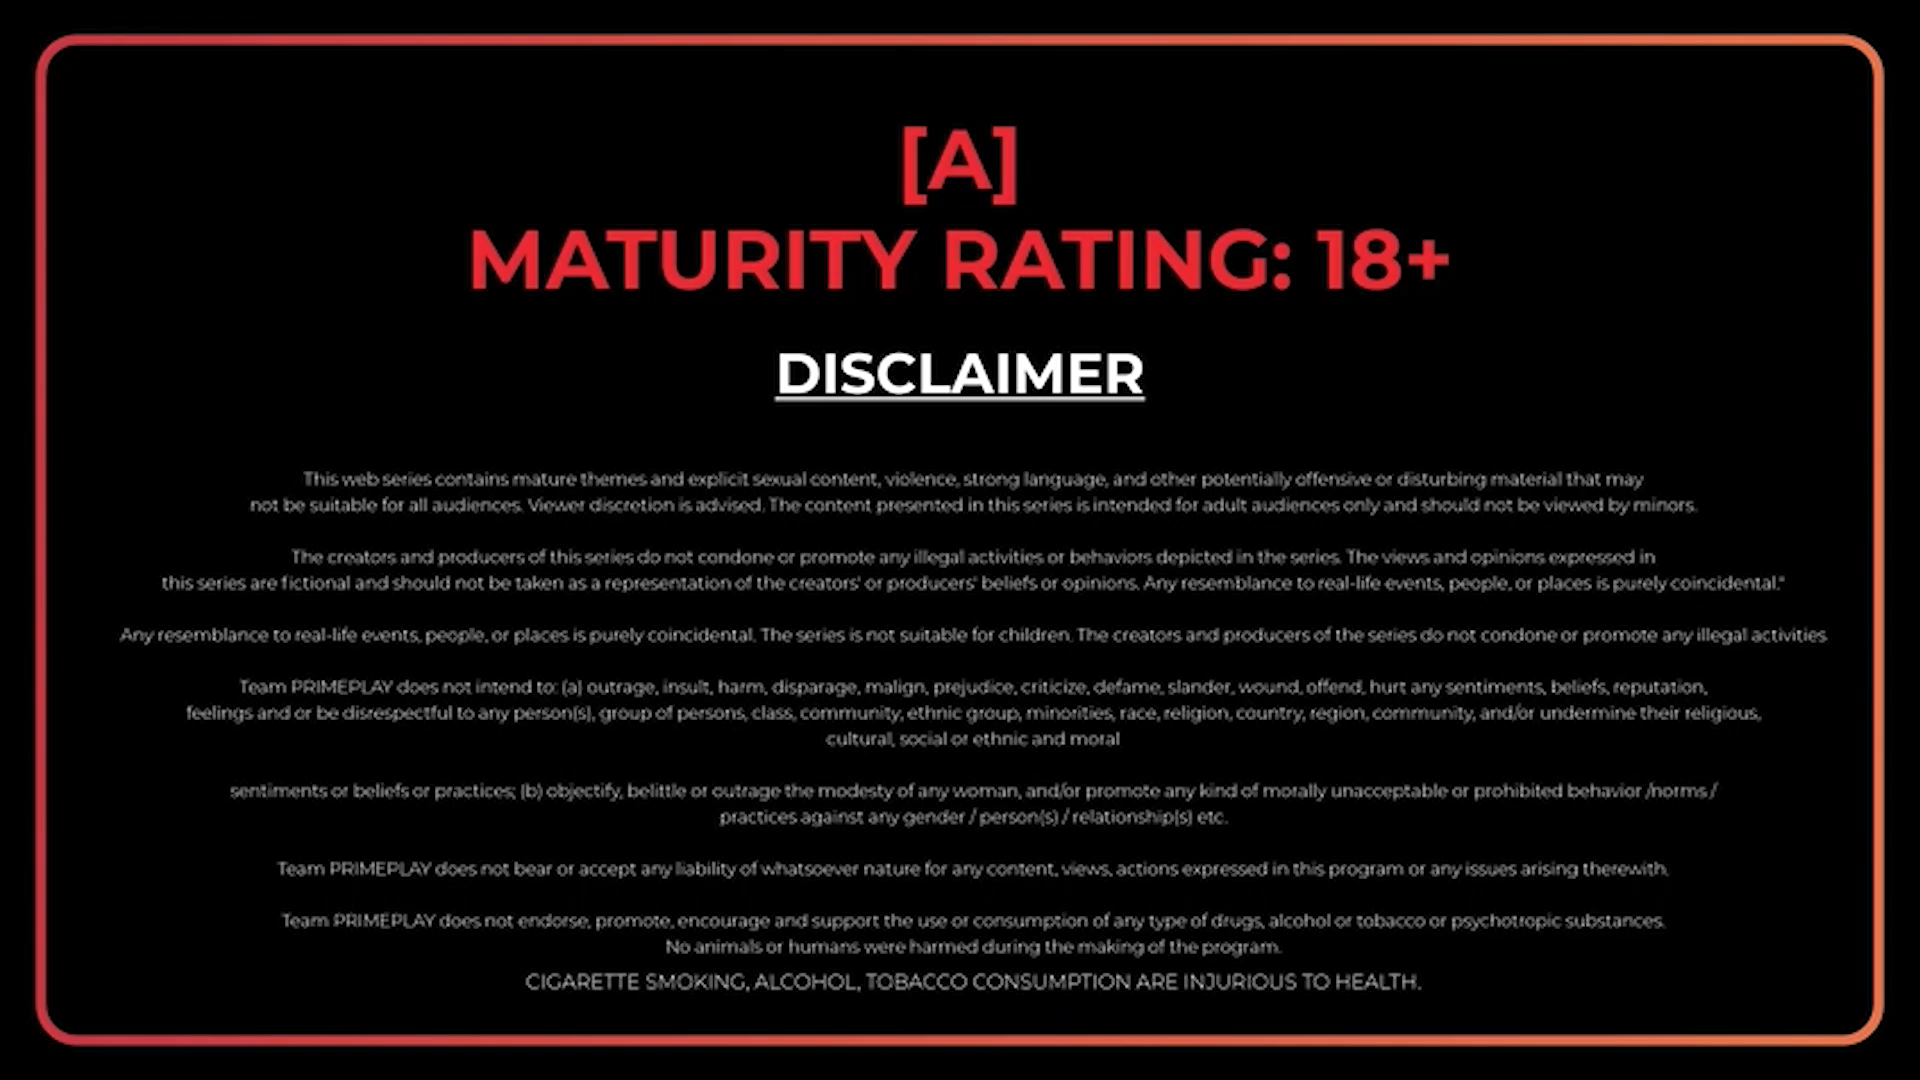 [A]
MATURITY RATING: 18+
DISCLAIMER
This web series contains mature themes and explicit sexual content, violence, strong language, and other potentially offensive or disturbing material that may
not be suitable for all audiences. Viewer discretion is advised. The content presented in this series is intended for adult audiences only and should not be viewed by minors.
The creators and producers of this series do not condone or promote any illegal activities or behaviors depicted in the series. The views and opinions expressed in
this series are fictional and should not be taken as a representation of the creators' or producers' beliefs or opinions. Any resemblance to real-life events, people, or places is purely coincidental."
Any resemblance to real-life events, people, or places is purely coincidental. The series is not suitable for children. The creators and producers of the series do not condone or promote any illegal activities
Team PRIMEPLAY does not intend to: (a) outrage, insult, harm, disparage, malign, prejudice, criticize, defame, slander, wound, offend, hurt any sentiments, beliefs, reputation,
feelings and or be disrespectful to any person(s), group of persons, class, community, ethnic group, minorities, race, religion, country, region, community, and/or undermine their religious,
cultural, social or ethnic and moral
sentiments or beliefs or practices; (b) objectify, belittle or outrage the modesty of any woman, and/or promote any kind of morally unacceptable or prohibited behavior /norms /
practices against any gender / person(s) / relationship(s) etc.
Team PRIMEPLAY does not bear or accept any liability of whatsoever nature for any content, views, actions expressed in this program or any issues arising therewith.
Team PRIMEPLAY does not endorse, promote, encourage and support the use or consumption of any type of drugs, alcohol or tobacco or psychotropic substances.
No animals or humans were harmed during the making of the program.
CIGARETTE SMOKING, ALCOHOL, TOBACCO CONSUMPTION ARE INJURIOUS TO HEALTH.